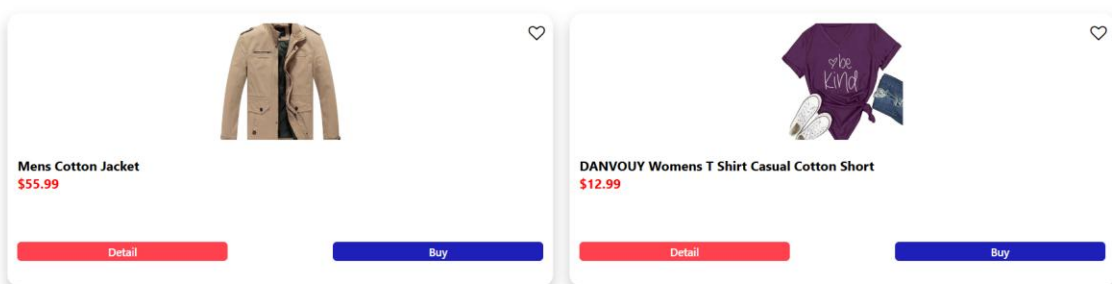 be
kind
Mens Cotton Jacket
$55.99
Detail
Buy
DANVOUY Womens T Shirt Casual Cotton Short
$12.99
Detail
Buy